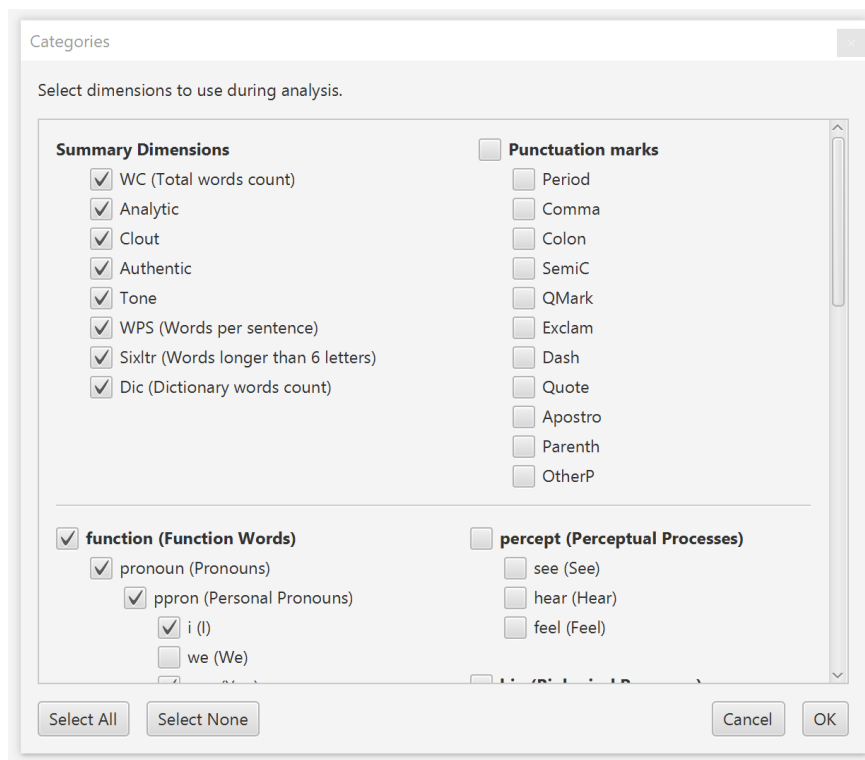 Categories
Select dimensions to use during analysis.
Summary Dimensions
WC (Total words count)
Analytic
Clout
Authentic
Tone
WPS (Words per sentence)
Sixltr (Words longer than 6 letters)
Dic (Dictionary words count)
Punctuation marks
Period
Comma
Colon
SemiC
QMark
Exclam
Dash
Quote
Apostro
Parenth
OtherP
function (Function Words)
pronoun (Pronouns)
ppron (Personal Pronouns)
i (I)
we (We)
percept (Perceptual Processes)
see (See)
hear (Hear)
feel (Feel)
Select All
Select None
Cancel
OK